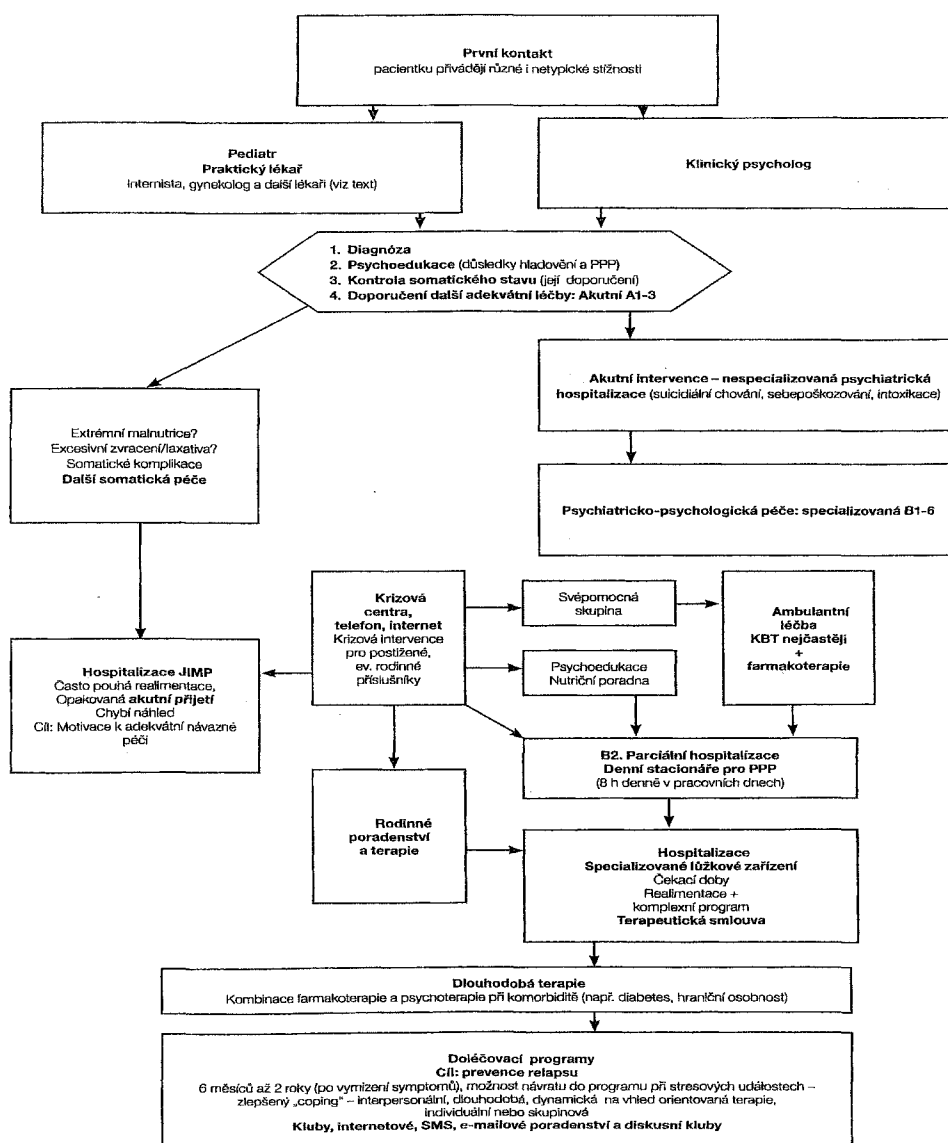 První kontakt
pacientku přivádějí různé i netypické stížnosti
Pediatr
Praktický lékař
Internista, gynekolog a další lékaři (viz text)
Klinický psycholog
1. Diagnóza
2. Psychoedukace (důsledky hladovění a PPP)
3. Kontrola somatického stavu (její doporučení)
4. Doporučení další adekvátní léčby: Akutní A1-3
Akutní intervence – nespecializovaná psychiatrická
hospitalizace (suicidiální chování, sebepoškozování, intoxikace)
Extrémní malnutrice?
Excesivní zvracení/laxativa?
Somatické komplikace
Další somatická péče
Psychiatricko-psychologická péče: specializovaná B1-6
Krizová
centra,
telefon, internet
Krizová intervence
pro postižené,
ev. rodinné
příslušníky
Svépomocná
skupina
Ambulantní
léčba
KBT nejčastěji
+
farmakoterapie
Psychoedukace
Nutriční poradna
Hospitalizace JIMP
Často pouhá realimentace,
Opakovaná akutní přijetí
Chybí náhled
Cíl: Motivace k adekvátní návazné
péči
B2. Parciální hospitalizace
Denní stacionáře pro PPP
(8 h denně v pracovních dnech)
Rodinné
poradenství
a terapie
Hospitalizace
Specializované lůžkové zařízení
Čekací doby
Realimentace +
komplexní program
Terapeutická smlouva
Dlouhodobá terapie
Kombinace farmakoterapie a psychoterapie při komorbiditě (např. diabetes, hraniční osobnost)
Doléčovací programy
Cíl: prevence relapsu
6 měsíců až 2 roky (po vymizení symptomů), možnost návratu do programu při stresových událostech –
zlepšený „coping“ – interpersonální, dlouhodobá, dynamická na vhled orientovaná terapie,
individuální nebo skupinová
Kluby, internetové, SMS, e-mailové poradenství a diskusní kluby